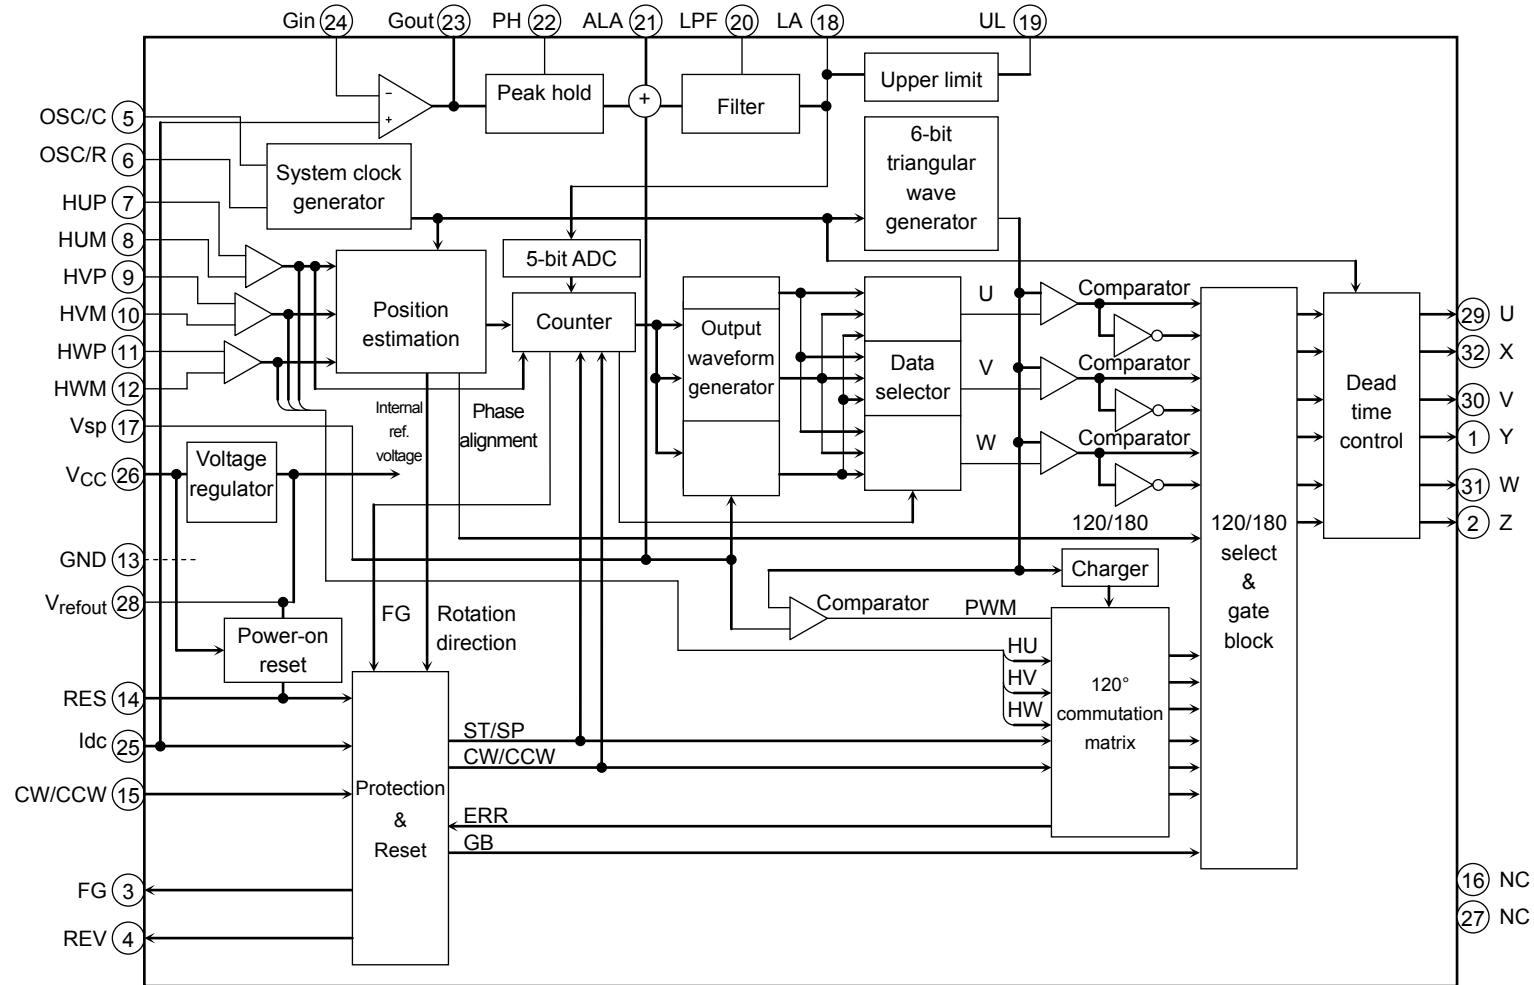 Gin 24
Gout 23
PH 22
ALA 21
LPF 20
LA 18
UL 19
OSC/C 5
OSC/R 6
HUP 7
HUM 8
HVP 9
HVM 10
HWP 11
HWM 12
Vsp 17
VCC 26
GND 13
Vrefout 28
RES 14
Idc 25
CW/CCW 15
FG 3
REV 4
−
+
Peak hold
+
Filter
Upper limit
System clock
generator
6-bit
triangular
wave
generator
5-bit ADC
Position
estimation
Counter
Output
waveform
generator
Data
selector
U
V
W
Comparator
Comparator
Comparator
Internal
ref.
voltage
Phase
alignment
Voltage
regulator
120/180
120/180
select
&
gate
block
Dead
time
control
29 U
32 X
30 V
1 Y
31 W
2 Z
Charger
Comparator
PWM
FG
Rotation
direction
Power-on
reset
HU
HV
HW
120°
commutation
matrix
ST/SP
CW/CCW
Protection
&
Reset
ERR
GB
16 NC
27 NC